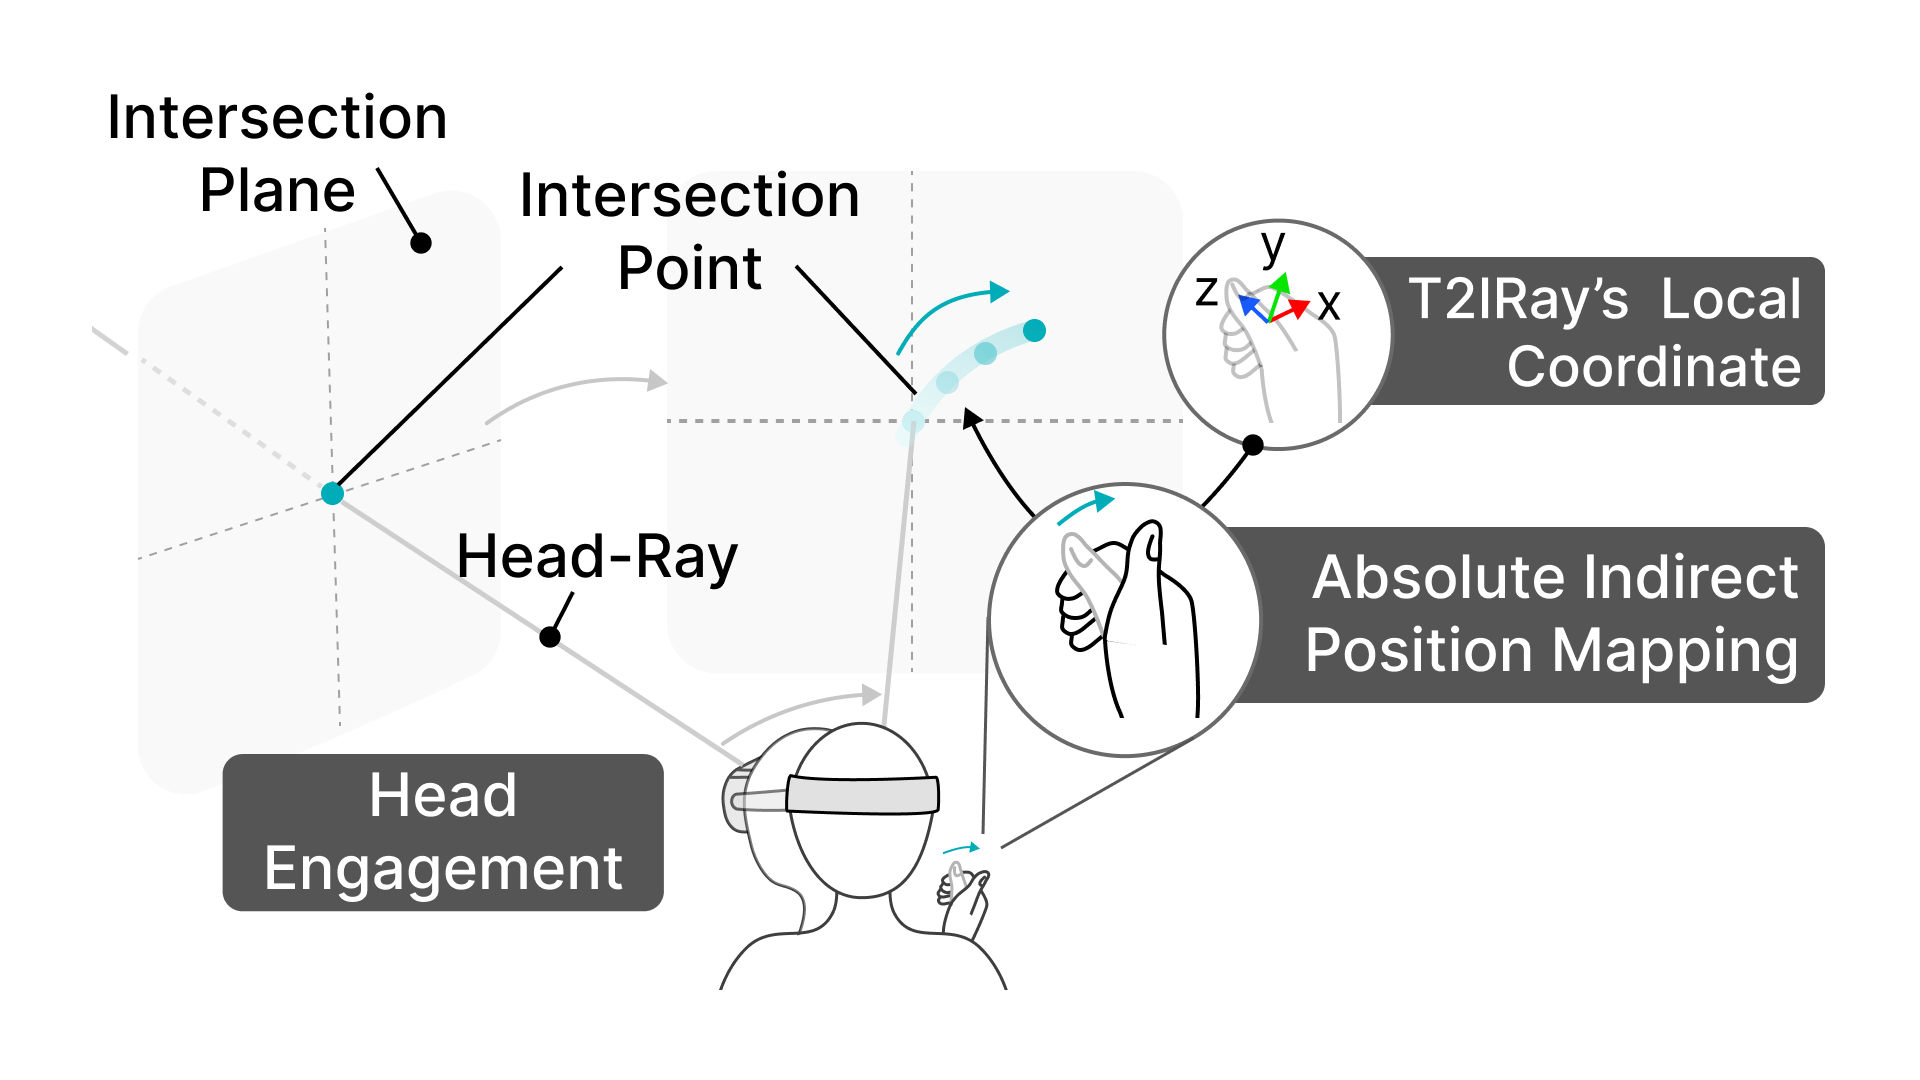 Intersection
Plane
Intersection
Point
y
z
x
T2IRay’s Local
Coordinate
Head-Ray
Absolute Indirect
Position Mapping
Head
Engagement